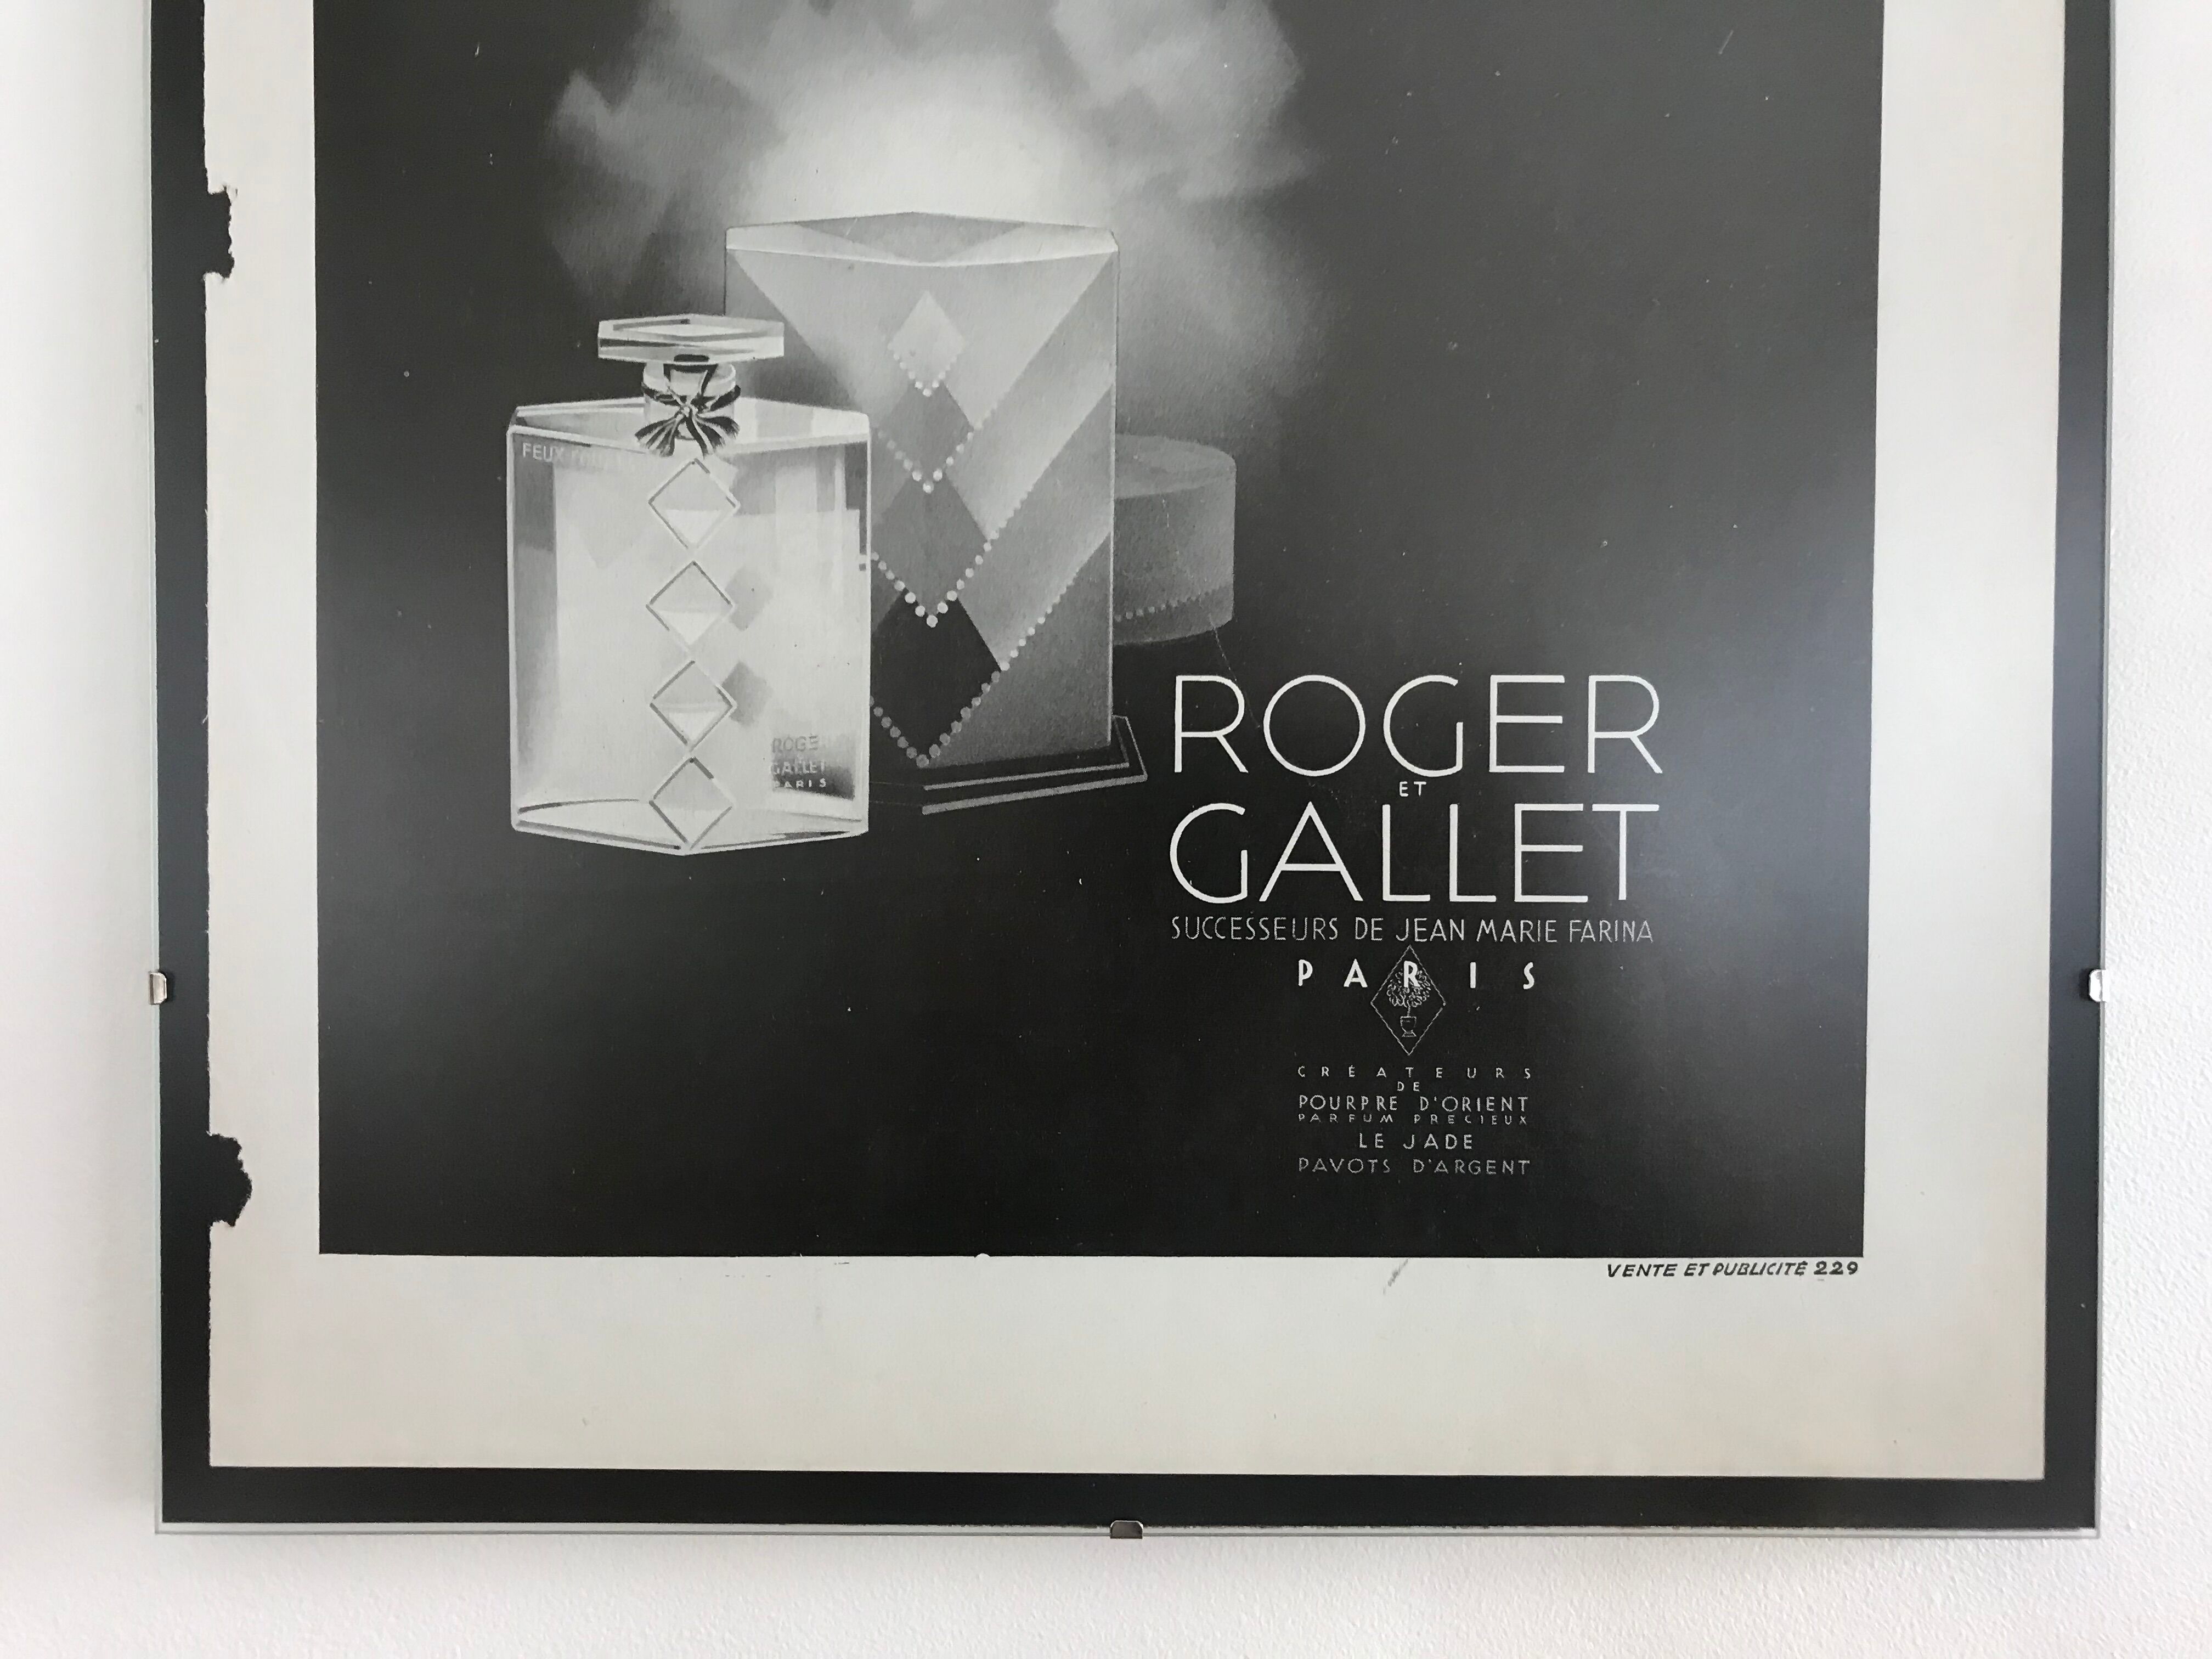 FEUX
ROGER
GALLET
PARIS
ROGER
ET
GALLET
SUCCESSEURS DE JEAN MARIE FARINA
PARIS
CRÉATEURS
DE
POURPRE D'ORIENT
PARFUM PRECIEUX
LE JADE
PAVOTS D'ARGENT
VENTE ET PUBLICITÉ 229